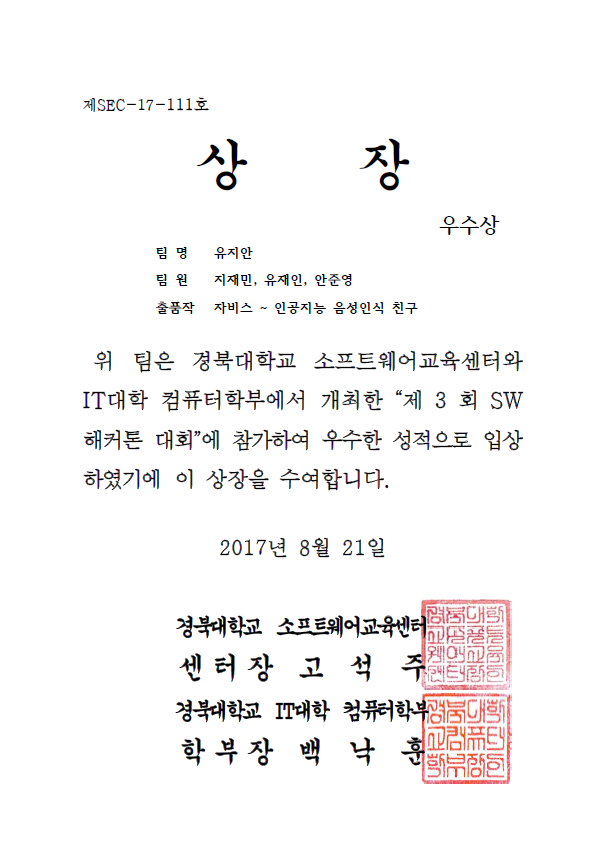 제SEC-17-111호
상 장
우수상
팀 명 유지안
팀 원 지재민, 유재인, 안준영
출품작 자비스 ~ 인공지능 음성인식 친구
위 팀은 경북대학교 소프트웨어교육센터와
IT대학 컴퓨터학부에서 개최한 “제 3 회 SW
해커톤 대회”에 참가하여 우수한 성적으로 입상
하였기에 이 상장을 수여합니다.
2017년 8월 21일
경북대학교 소프트웨어교육센터
센터장 고 석 주
경북대학교 IT대학 컴퓨터학부
학부장 백 낙 훈